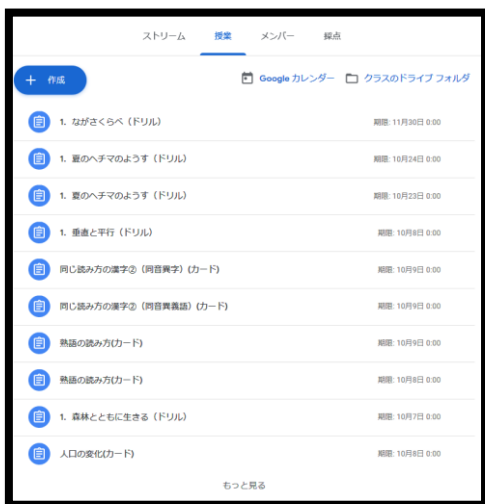 ストリーム 授業 メンバー 採点
+ 作成 Google カレンダー クラスのドライブ フォルダ
1. ながさくらべ（ドリル） 期限: 11月30日 0:00
1. 夏のヘチマのようす（ドリル） 期限: 10月24日 0:00
1. 夏のヘチマのようす（ドリル） 期限: 10月23日 0:00
1. 垂直と平行（ドリル） 期限: 10月8日 0:00
同じ読み方の漢字②（同音異字）(カード) 期限: 10月9日 0:00
同じ読み方の漢字②（同音異義語）(カード) 期限: 10月9日 0:00
熟語の読み方(カード) 期限: 10月9日 0:00
熟語の読み方(カード) 期限: 10月8日 0:00
1. 森林とともに生きる（ドリル） 期限: 10月7日 0:00
人口の変化(カード) 期限: 10月8日 0:00
もっと見る